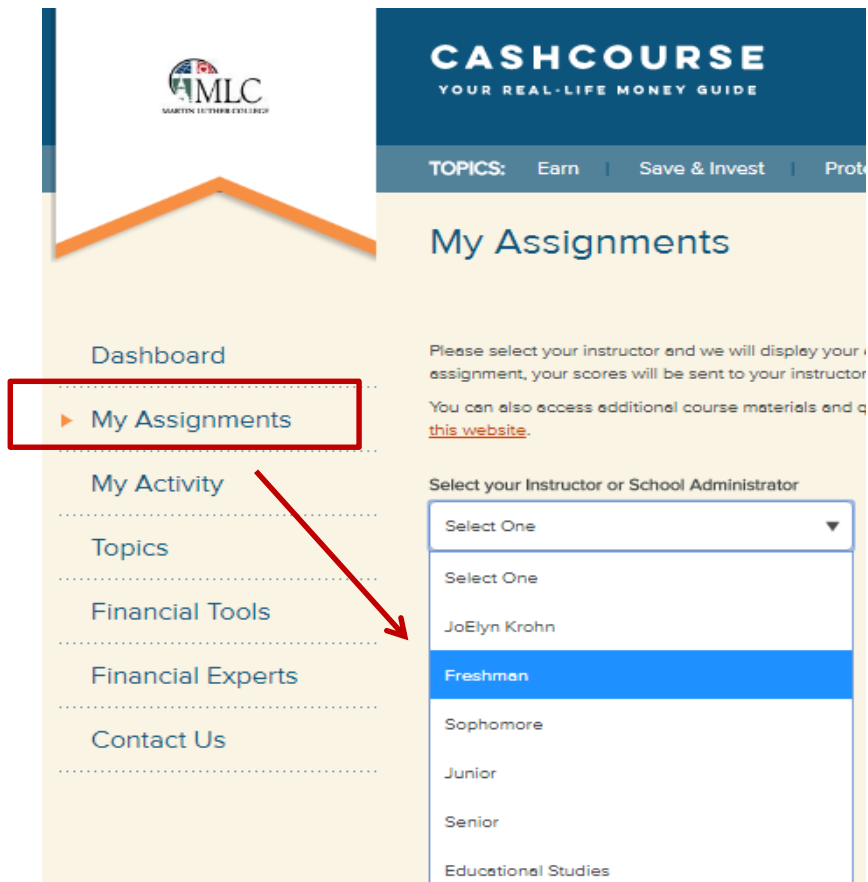 MLC
MARTIN LUTHER COLLEGE
CASHCOURSE
YOUR REAL-LIFE MONEY GUIDE
TOPICS: Earn | Save & Invest | Prote
My Assignments
Dashboard
My Assignments
My Activity
Topics
Financial Tools
Financial Experts
Contact Us
Please select your instructor and we will display your
assignment, your scores will be sent to your instructor
You can also access additional course materials and q
this website.
Select your Instructor or School Administrator
Select One
Select One
JoElyn Krohn
Freshman
Sophomore
Junior
Senior
Educational Studies